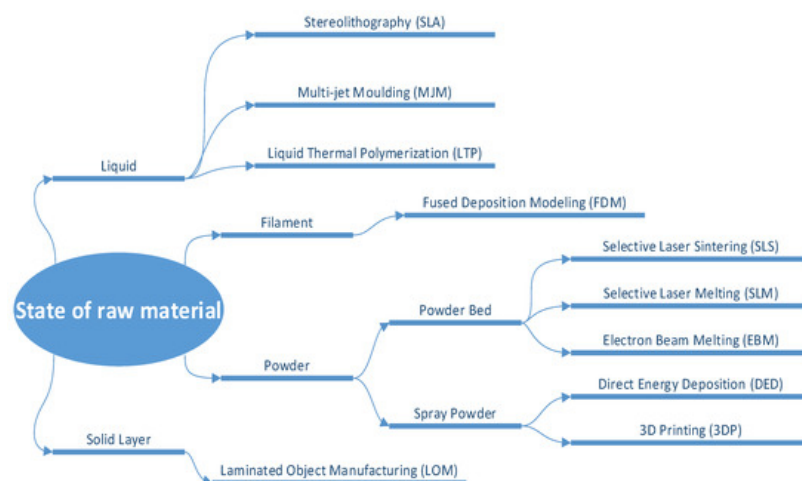 Stereolithography (SLA)
Multi-jet Moulding (MJM)
Liquid
Liquid Thermal Polymerization (LTP)
Filament
Fused Deposition Modeling (FDM)
State of raw material
Selective Laser Sintering (SLS)
Powder Bed
Selective Laser Melting (SLM)
Electron Beam Melting (EBM)
Powder
Direct Energy Deposition (DED)
Spray Powder
3D Printing (3DP)
Solid Layer
Laminated Object Manufacturing (LOM)